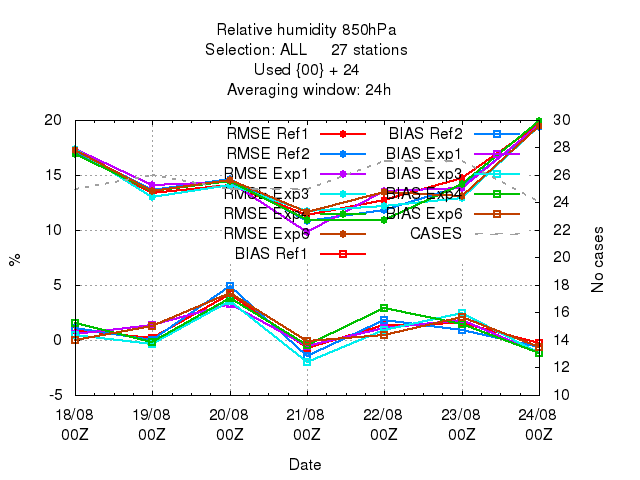 Relative humidity 850hPa
Selection: ALL 27 stations
Used {00} + 24
Averaging window: 24h
20
15
10
5
0
-5
%
30
28
26
24
22
20
18
16
14
12
10
No cases
RMSE Ref1
RMSE Ref2
RMSE Exp1
RMSE Exp3
RMSE Exp4
RMSE Exp6
BIAS Ref1
BIAS Ref2
BIAS Exp1
BIAS Exp3
BIAS Exp4
BIAS Exp6
CASES
18/08 19/08 20/08 21/08 22/08 23/08 24/08
00Z 00Z 00Z 00Z 00Z 00Z 00Z
Date